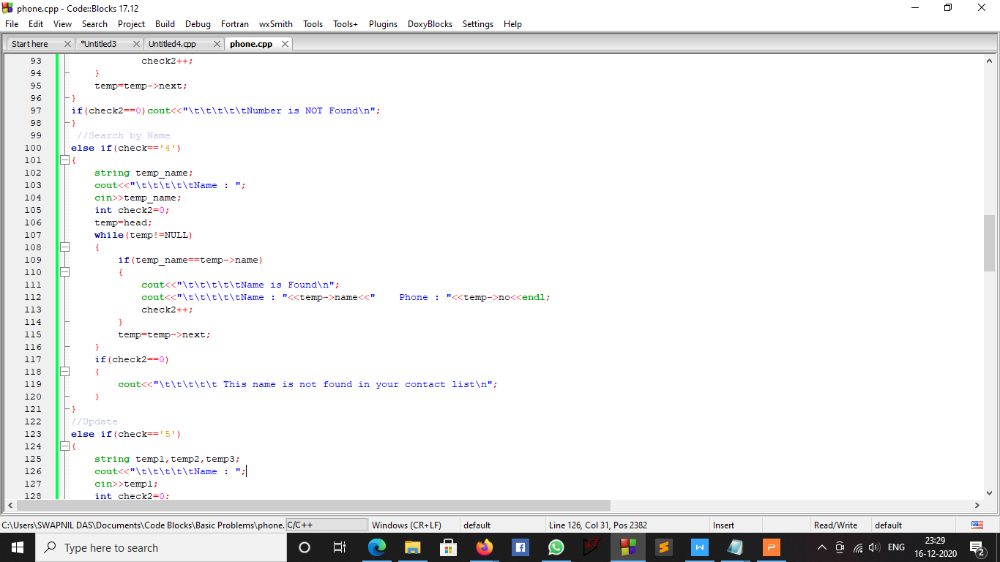 phone.cpp - Code::Blocks 17.12
File Edit View Search Project Build Debug Fortran wxSmith Tools Tools+ Plugins DoxyBlocks Settings Help
Start here *Untitled3 Untitled4.cpp phone.cpp
93 check2++;
94 }
95 temp=temp->next;
96 }
97 if(check2==0)cout<<"\t\t\t\t\tNumber is NOT Found\n";
98 }
99 //Search by Name
100 else if(check=='4')
101 {
102 string temp_name;
103 cout<<"\t\t\t\t\tName : ";
104 cin>>temp_name;
105 int check2=0;
106 temp=head;
107 while(temp!=NULL)
108 {
109 if(temp_name==temp->name)
110 {
111 cout<<"\t\t\t\t\tName is Found\n";
112 cout<<"\t\t\t\t\tName : "<<temp->name<<"    Phone : "<<temp->no<<endl;
113 check2++;
114 }
115 temp=temp->next;
116 }
117 if(check2==0)
118 {
119 cout<<"\t\t\t\t\t This name is not found in your contact list\n";
120 }
121 }
122 //Update
123 else if(check=='5')
124 {
125 string temp1,temp2,temp3;
126 cout<<"\t\t\t\t\tName : ";
127 cin>>temp1;
128 int check2=0;
C:\Users\SWAPNIL DAS\Documents\Code Blocks\Basic Problems\phone. C/C++ Windows (CR+LF) default Line 126, Col 31, Pos 2382 Insert Read/Write default
Type here to search ENG 23:29
16-12-2020 2